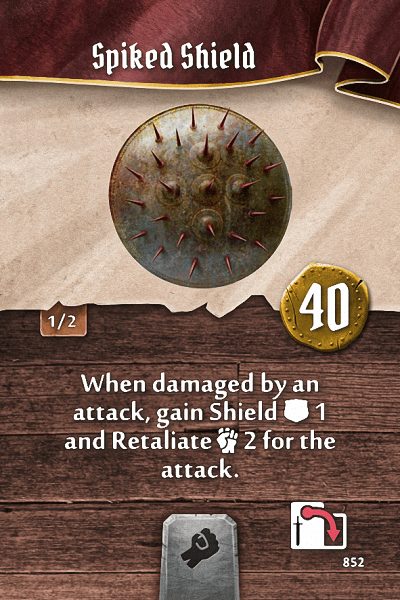 Spiked Shield
40
1/2
When damaged by an
attack, gain Shield 1
and Retaliate 2 for the
attack.
852